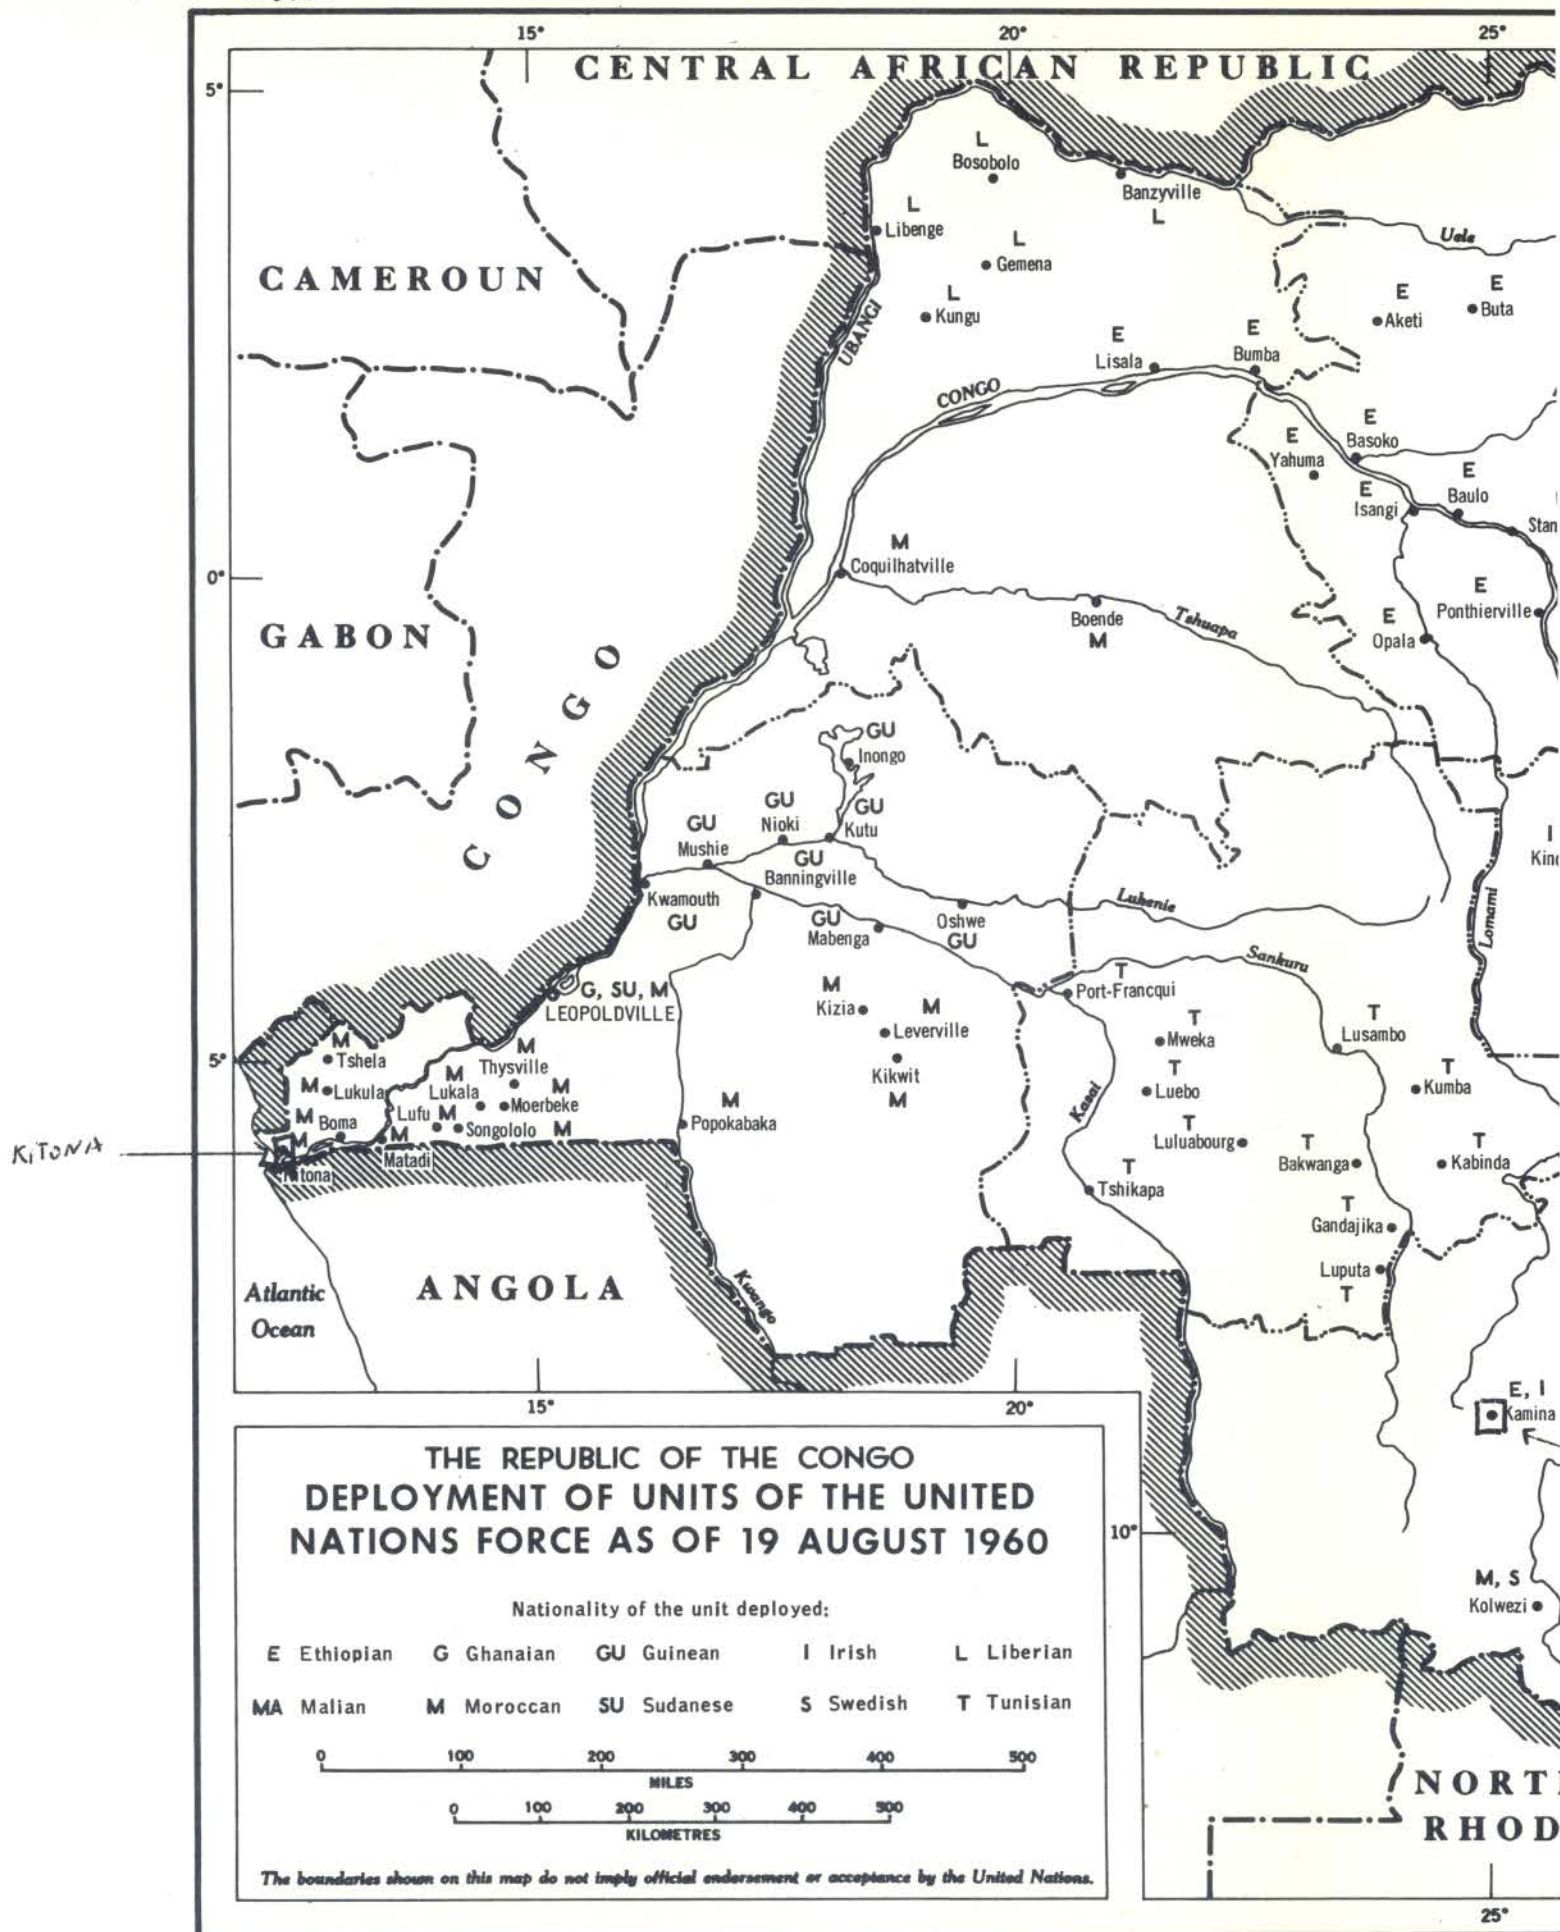 15° 20° 25°
CENTRAL AFRICAN REPUBLIC
5°
L
Bosobolo
Banzyville
L
L
Libenge
L
Gemena
Uele
CAMEROUN
L
Kungu
E
Aketi
E
Buta
UBANGI
E
Lisala
E
Bumba
CONGO
E
Basoko
E
Yahuma
E
Baulo
E
Isangi
Stan
M
Coquilhatville
0°
E
Ponthierville
Boende
M
Tshuapa
E
Opala
GABON
CONGO
GU
Inongo
GU
Nioki
GU
Kutu
GU
Mushie
GU
Banningville
I
Kind
Kwamouth
GU
GU
Mabenga
Oshwe
GU
Lukenie
Lomami
Sankuru
G, SU, M
LEOPOLDVILLE
T
Port-Francqui
M
Kizia
M
Leverville
T
Mweka
T
Lusambo
5°
M
Tshela
M
Thysville
Kikwit
M
M
Lukula
M
Lukala
M
Moerbeke
T
Luebo
T
Kumba
Kasai
M
Boma
Lufu
M
Songololo
M
M
Popokabaka
T
Luluabourg
T
Bakwanga
T
Kabinda
KITONA
M
Kitona
M
Matadi
T
Tshikapa
T
Gandajika
Luputa
T
Atlantic
Ocean
ANGOLA
Kwango
15° 20°
E, I
Kamina
THE REPUBLIC OF THE CONGO
DEPLOYMENT OF UNITS OF THE UNITED
NATIONS FORCE AS OF 19 AUGUST 1960
10°
Nationality of the unit deployed:
M, S
Kolwezi
E Ethiopian G Ghanaian GU Guinean I Irish L Liberian
MA Malian M Moroccan SU Sudanese S Swedish T Tunisian
0 100 200 300 400 500
MILES
0 100 200 300 400 500
KILOMETRES
NORT
RHOD
The boundaries shown on this map do not imply official endorsement or acceptance by the United Nations.
25°